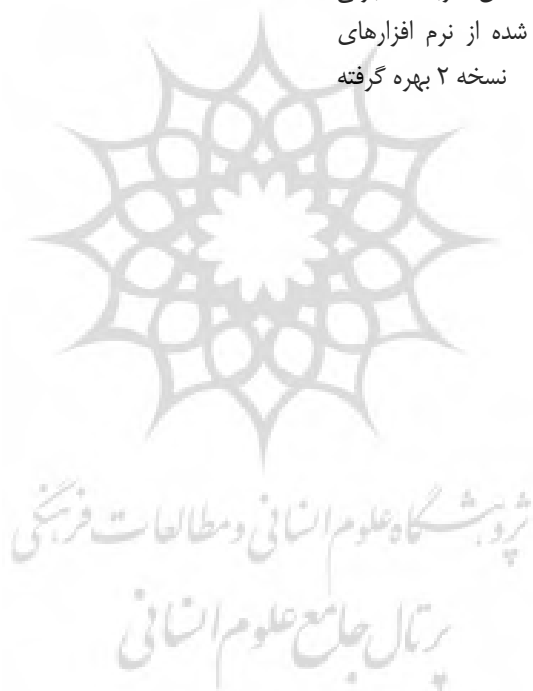 شده از نرم افزارهای
نسخه ۲ بهره گرفته
پژوهشگاه علوم انسانی و مطالعات فرهنگی
پرتال جامع علوم انسانی